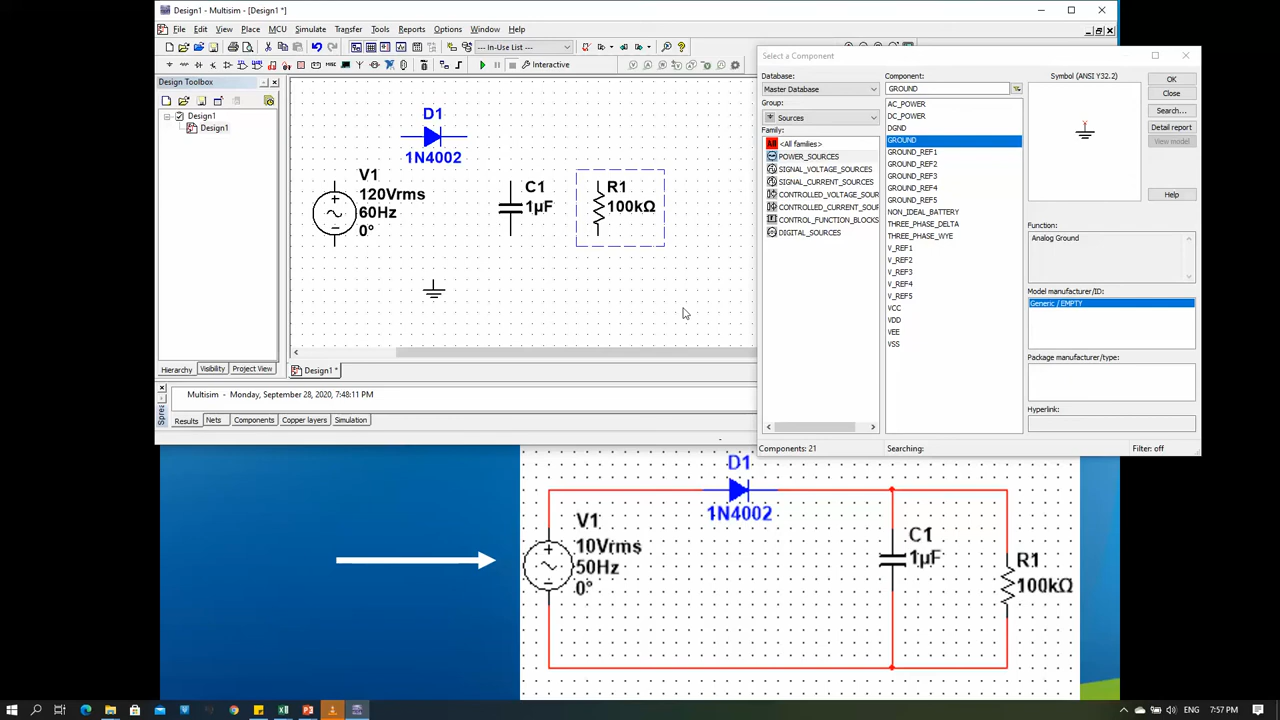 Design1 - Multisim - [Design1 *]
File Edit View Place MCU Simulate Transfer Tools Reports Options Window Help
--- In-Use List ---
Interactive
Design Toolbox
Design1
Design1
D1
1N4002
V1
120Vrms
60Hz
0°
C1
1µF
R1
100kΩ
Hierarchy Visibility Project View
Design1 *
Multisim - Monday, September 28, 2020, 7:48:11 PM
Results Nets Components Copper layers Simulation
Select a Component
Database:
Master Database
Group:
Sources
Family:
All <All families>
POWER_SOURCES
SIGNAL_VOLTAGE_SOURCES
SIGNAL_CURRENT_SOURCES
CONTROLLED_VOLTAGE_SOUR
CONTROLLED_CURRENT_SOUR
CONTROL_FUNCTION_BLOCKS
DIGITAL_SOURCES
Component:
GROUND
AC_POWER
DC_POWER
DGND
GROUND
GROUND_REF1
GROUND_REF2
GROUND_REF3
GROUND_REF4
GROUND_REF5
NON_IDEAL_BATTERY
THREE_PHASE_DELTA
THREE_PHASE_WYE
V_REF1
V_REF2
V_REF3
V_REF4
V_REF5
VCC
VDD
VEE
VSS
Symbol (ANSI Y32.2)
OK
Close
Search...
Detail report
View model
Help
Function:
Analog Ground
Model manufacturer/ID:
Generic / EMPTY
Package manufacturer/type:
Hyperlink:
Components: 21 Searching: Filter: off
D1
1N4002
V1
10Vrms
50Hz
0°
C1
1µF
R1
100kΩ
ENG 7:57 PM